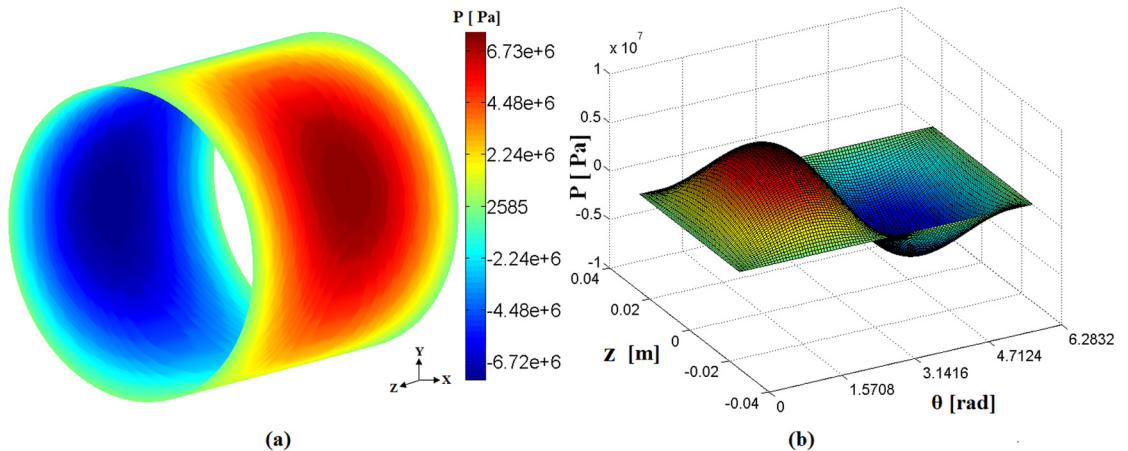 P [ Pa]
6.73e+6
4.48e+6
2.24e+6
2585
-2.24e+6
-4.48e+6
-6.72e+6
Y
X
Z
(a)
x 10^7
1
0.5
0
-0.5
-1
P [ Pa]
0.04
0.02
0
-0.02
-0.04
z [m]
0
1.5708
3.1416
4.7124
6.2832
θ [rad]
(b)